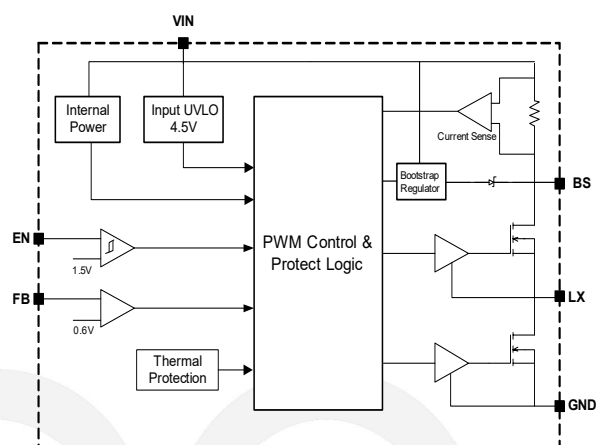 VIN
Internal
Power
Input UVLO
4.5V
Current Sense
Bootstrap
Regulator
BS
EN
1.5V
PWM Control &
Protect Logic
FB
0.6V
LX
Thermal
Protection
GND